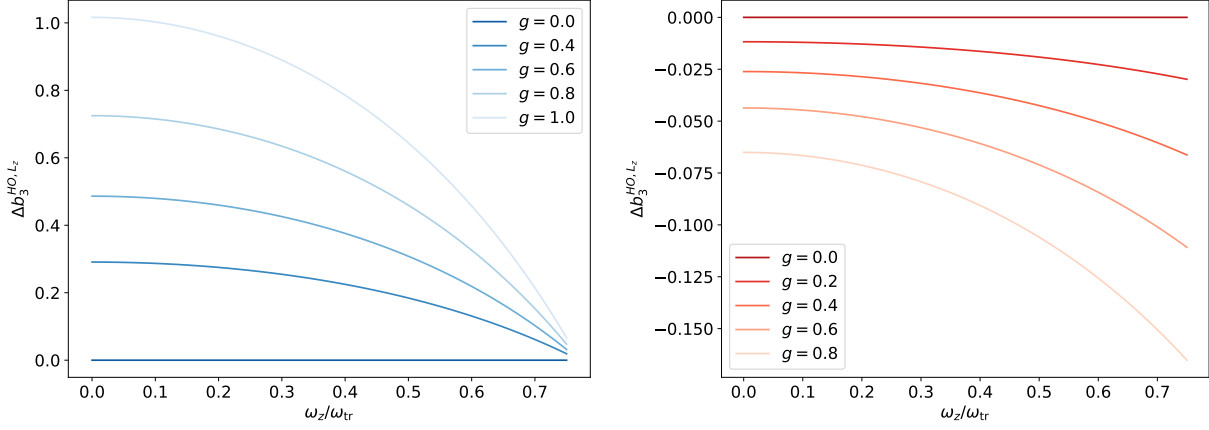 1.0
0.8
0.6
0.4
0.2
0.0
Δb₃^{HO, L_z}
g = 0.0
g = 0.4
g = 0.6
g = 0.8
g = 1.0
0.0 0.1 0.2 0.3 0.4 0.5 0.6 0.7
ω_z/ω_tr
0.000
−0.025
−0.050
−0.075
−0.100
−0.125
−0.150
Δb₃^{HO, L_z}
g = 0.0
g = 0.2
g = 0.4
g = 0.6
g = 0.8
0.0 0.1 0.2 0.3 0.4 0.5 0.6 0.7
ω_z/ω_tr